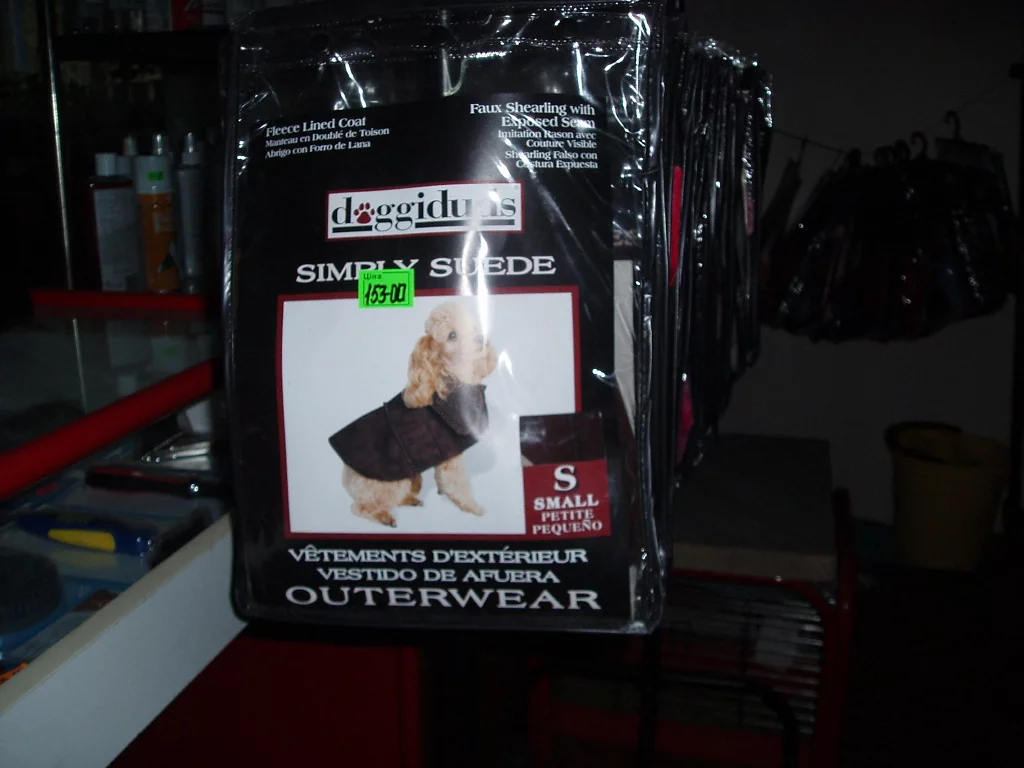 Fleece Lined Coat
Manteau en Doublé de Toison
Abrigo con Forro de Lana
Faux Shearling with
Exposed Seam
Imitation Rason avec
Couture Visible
Shearling Falso con
Costura Expuesta
doggiduds
SIMPLY SUEDE
Ціна
153-00
S
SMALL
PETITE
PEQUEÑO
VÊTEMENTS D'EXTÉRIEUR
VESTIDO DE AFUERA
OUTERWEAR